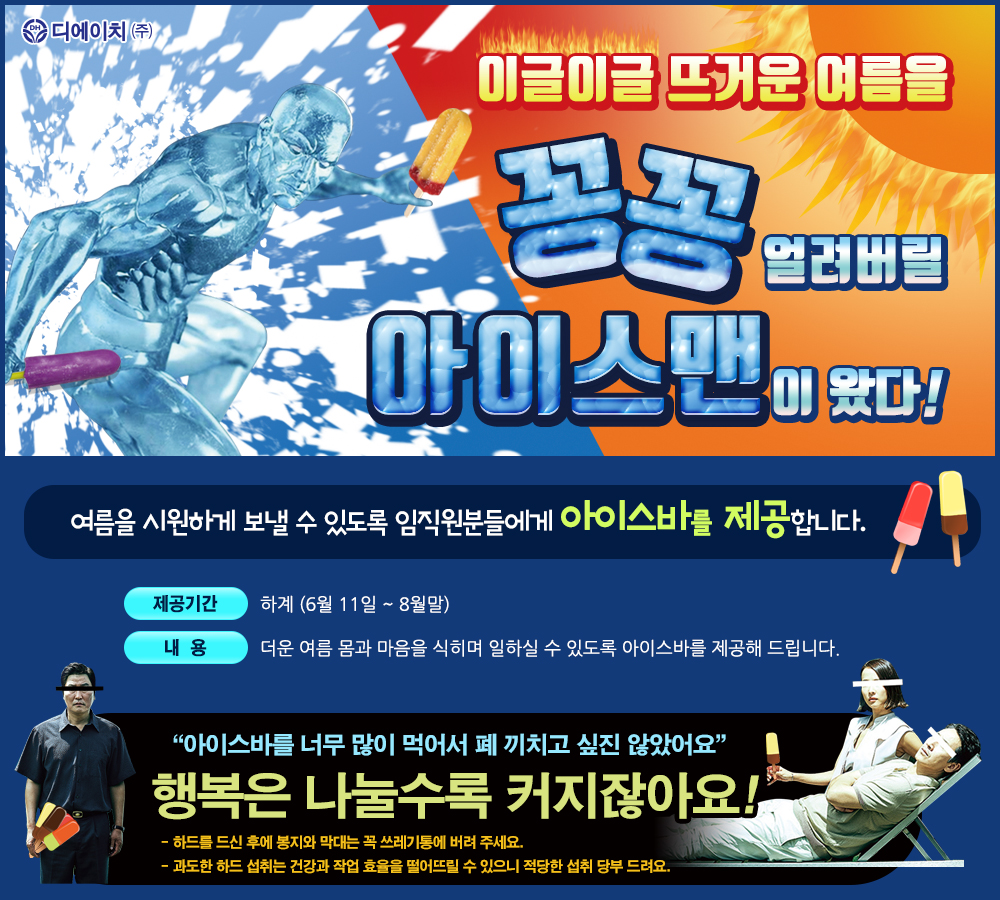 DH 디에이치 (주)
이글이글 뜨거운 여름을
꽁꽁 얼려버릴
아이스맨이 왔다!
여름을 시원하게 보낼 수 있도록 임직원분들에게 아이스바를 제공합니다.
제공기간 하계 (6월 11일 ~ 8월말)
내 용 더운 여름 몸과 마음을 식히며 일하실 수 있도록 아이스바를 제공해 드립니다.
“아이스바를 너무 많이 먹어서 폐 끼치고 싶진 않았어요”
행복은 나눌수록 커지잖아요!
- 하드를 드신 후에 봉지와 막대는 꼭 쓰레기통에 버려 주세요.
- 과도한 하드 섭취는 건강과 작업 효율을 떨어뜨릴 수 있으니 적당한 섭취 당부 드려요.